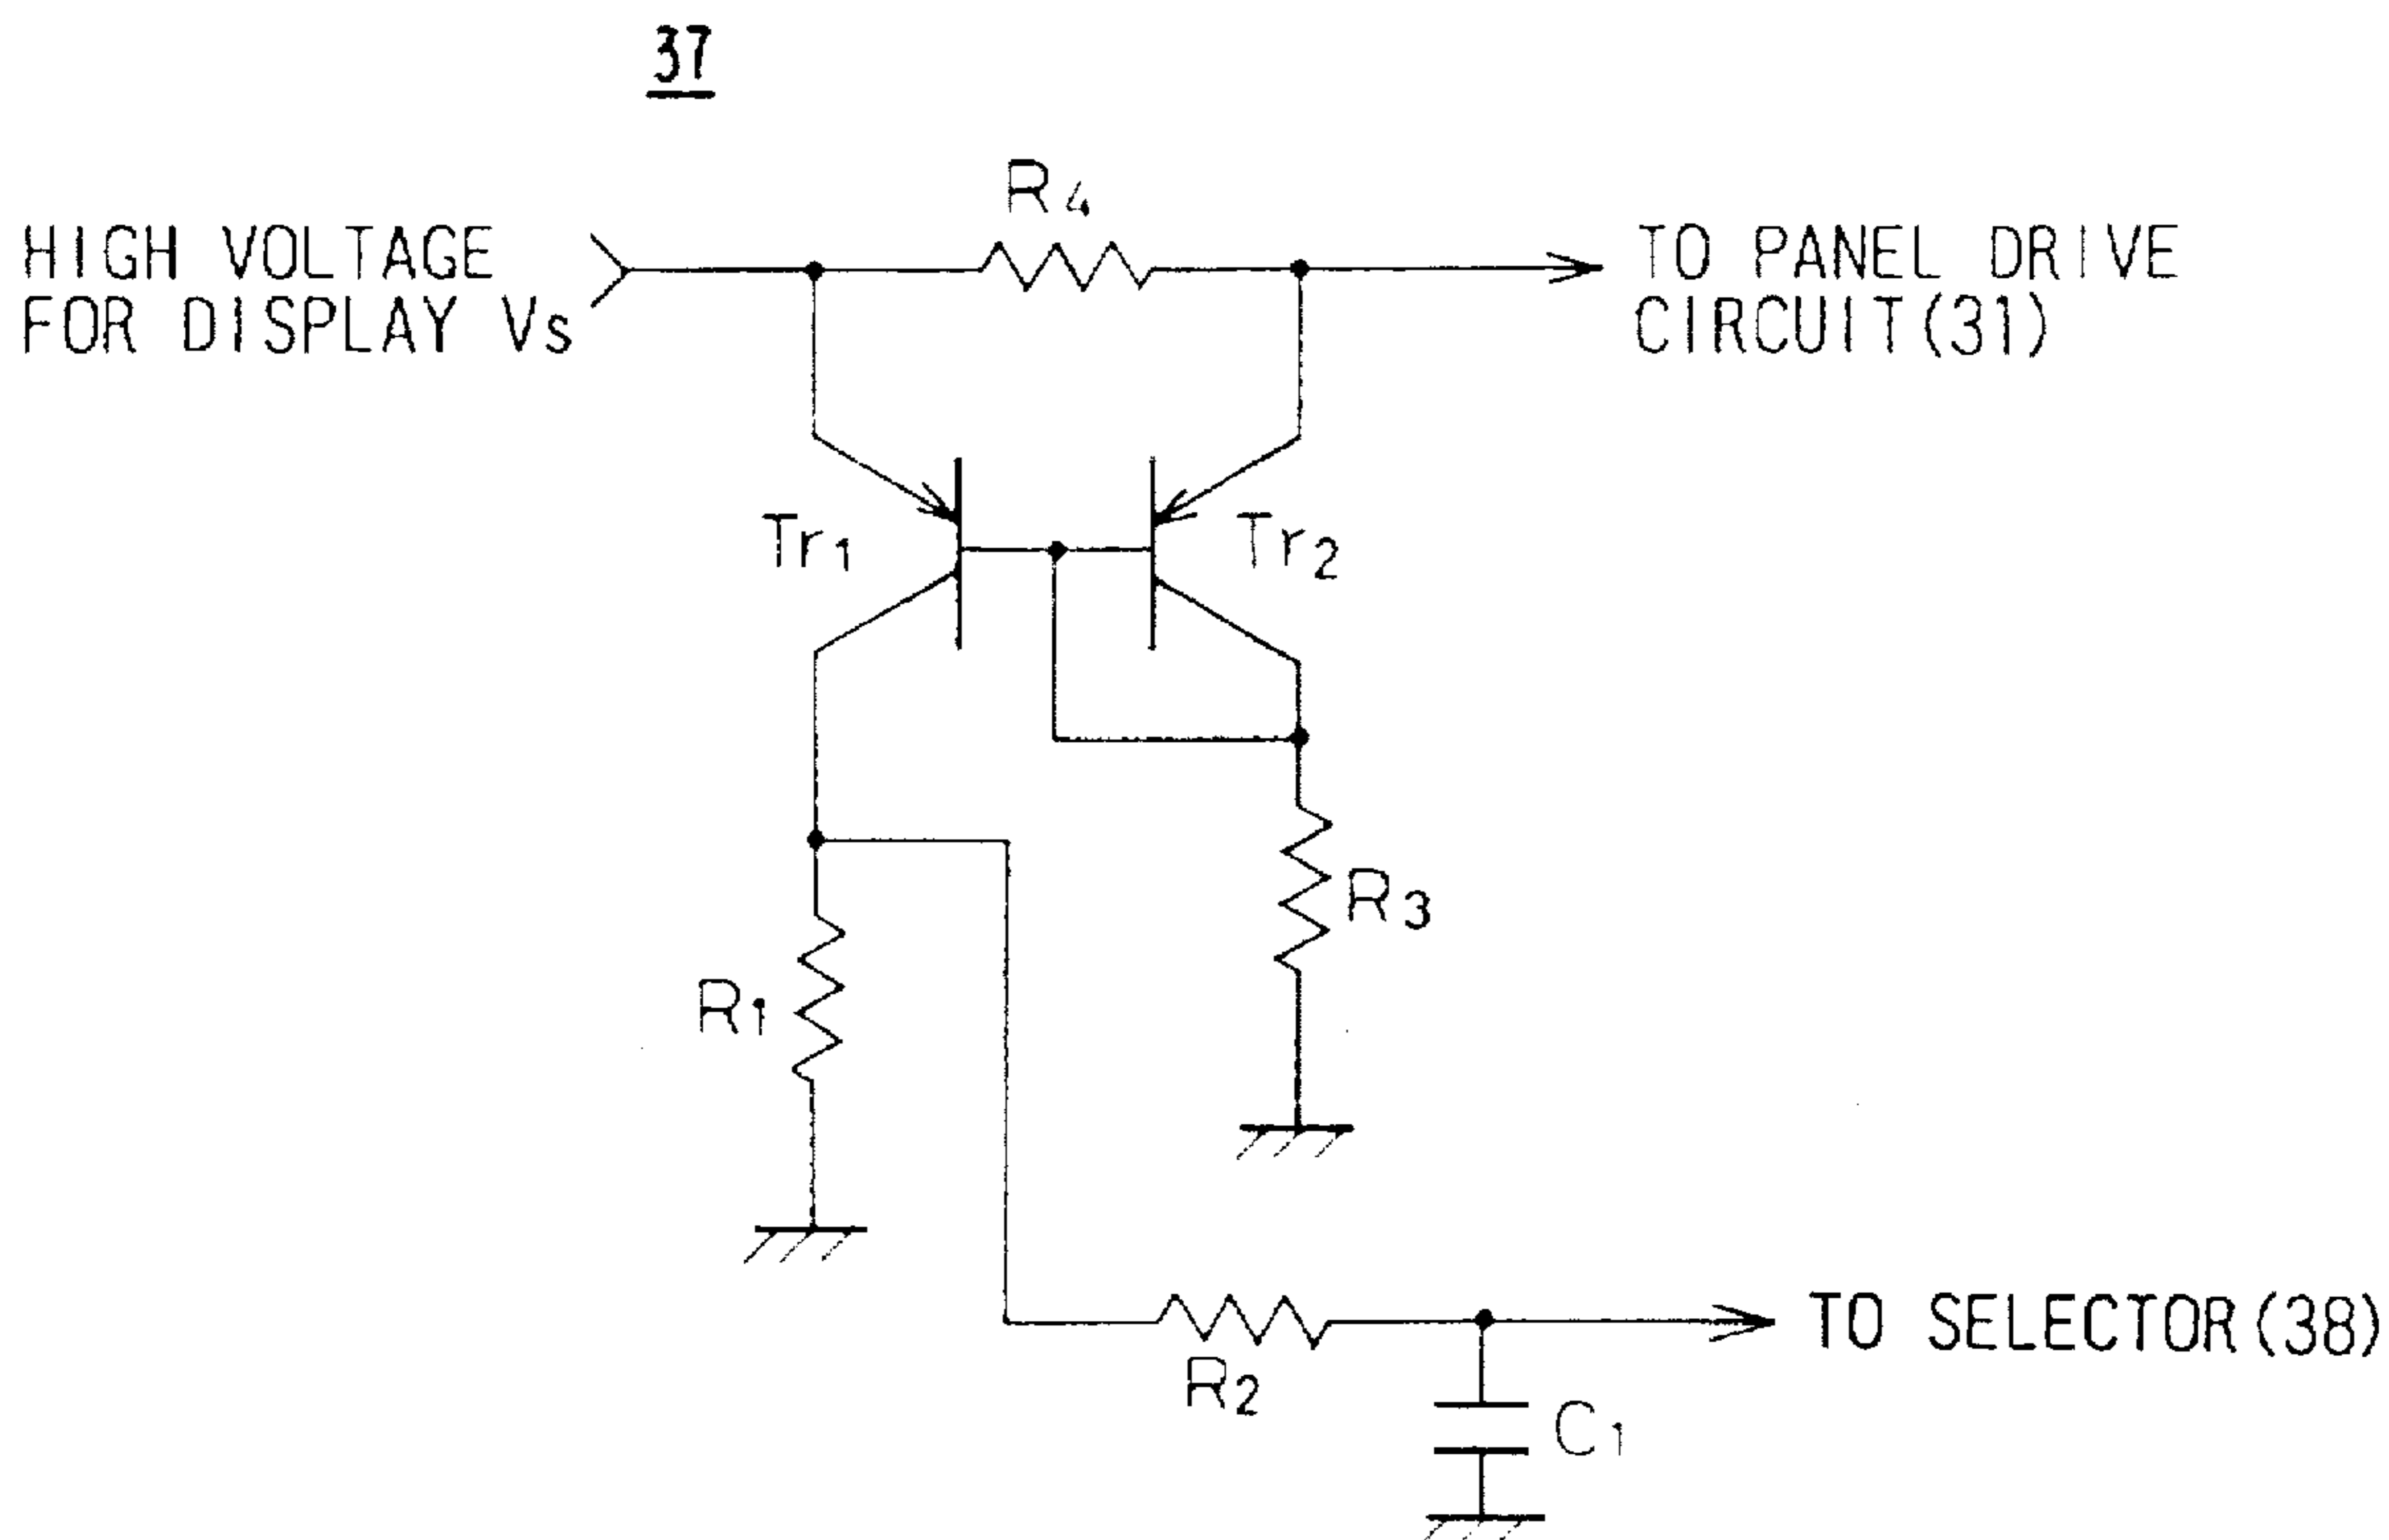 37
R4
HIGH VOLTAGE
FOR DISPLAY Vs
TO PANEL DRIVE
CIRCUIT(31)
Tr1
Tr2
R3
R1
R2
TO SELECTOR(38)
C1